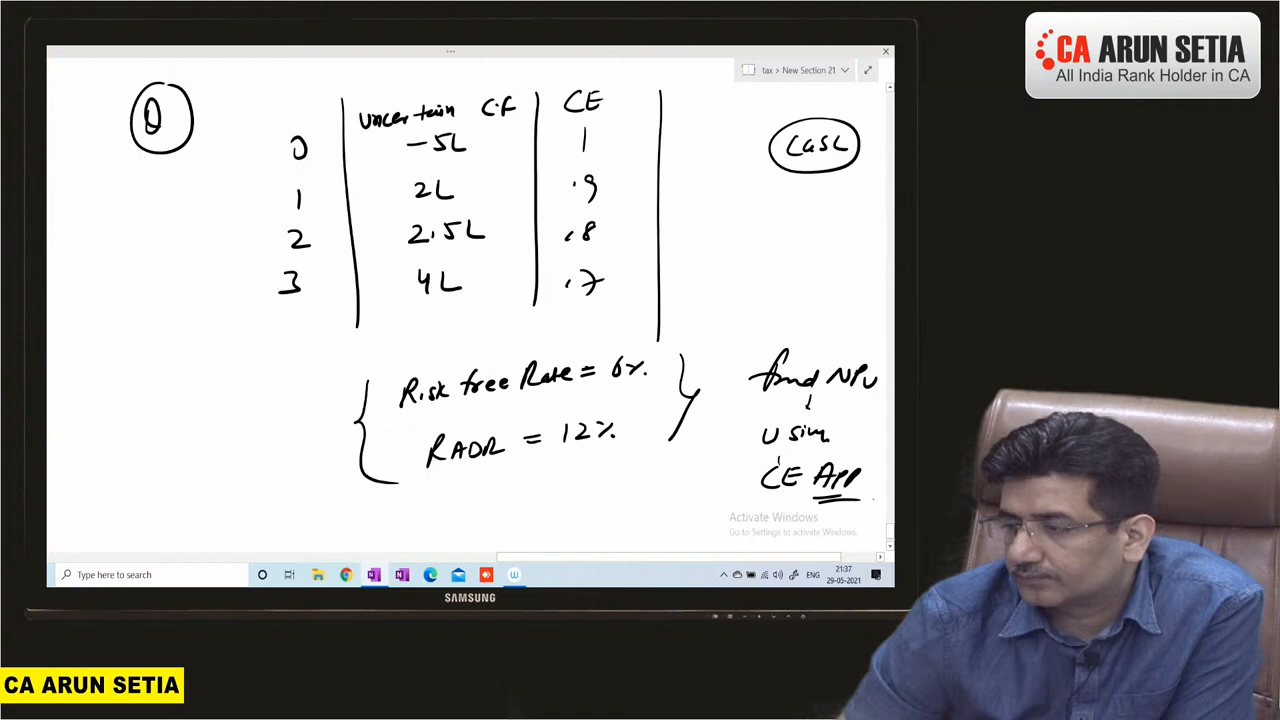 CA ARUN SETIA
All India Rank Holder in CA
tax > New Section 21
Q
Uncertain C.F CE
0 -5L 1
1 2L .9
2 2.5L .8
3 4L .7
Case
Risk free Rate = 6%.
RADR = 12%
find NPV
Using
CE App
Activate Windows
Go to Settings to activate Windows.
Type here to search
ENG
21:37
29-05-2021
SAMSUNG
CA ARUN SETIA